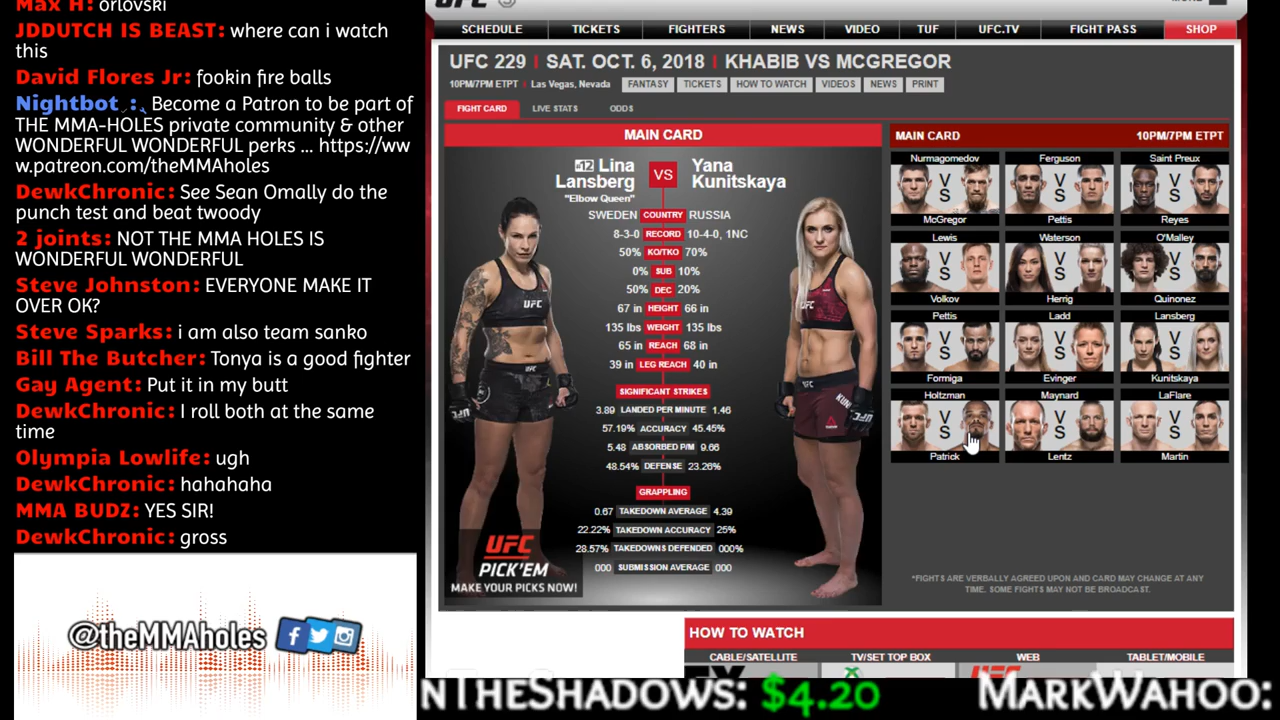 Max H: orlovski
JDDUTCH IS BEAST: where can i watch
this
David Flores Jr: fookin fire balls
Nightbot : Become a Patron to be part of
THE MMA-HOLES private community & other
WONDERFUL WONDERFUL perks ... https://ww
w.patreon.com/theMMAholes
DewkChronic: See Sean Omally do the
punch test and beat twoody
2 joints: NOT THE MMA HOLES IS
WONDERFUL WONDERFUL
Steve Johnston: EVERYONE MAKE IT
OVER OK?
Steve Sparks: i am also team sanko
Bill The Butcher: Tonya is a good fighter
Gay Agent: Put it in my butt
DewkChronic: I roll both at the same
time
Olympia Lowlife: ugh
DewkChronic: hahahaha
MMA BUDZ: YES SIR!
DewkChronic: gross
@theMMAholes
UFC
SCHEDULE TICKETS FIGHTERS NEWS VIDEO TUF UFC.TV FIGHT PASS SHOP
UFC 229 | SAT. OCT. 6, 2018 | KHABIB VS MCGREGOR
10PM/7PM ETPT | Las Vegas, Nevada FANTASY TICKETS HOW TO WATCH VIDEOS NEWS PRINT
FIGHT CARD LIVE STATS ODDS
MAIN CARD
#12 Lina Lansberg VS Yana Kunitskaya
"Elbow Queen"
SWEDEN COUNTRY RUSSIA
8-3-0 RECORD 10-4-0, 1NC
50% KO/TKO 70%
0% SUB 10%
50% DEC 20%
67 in HEIGHT 66 in
135 lbs WEIGHT 135 lbs
65 in REACH 68 in
39 in LEG REACH 40 in
SIGNIFICANT STRIKES
3.89 LANDED PER MINUTE 1.46
57.19% ACCURACY 45.45%
5.48 ABSORBED P/M 9.66
48.54% DEFENSE 23.26%
GRAPPLING
0.67 TAKEDOWN AVERAGE 4.39
22.22% TAKEDOWN ACCURACY 25%
28.57% TAKEDOWNS DEFENDED 000%
000 SUBMISSION AVERAGE 000
UFC
PICK'EM
MAKE YOUR PICKS NOW!
MAIN CARD 10PM/7PM ETPT
Nurmagomedov Ferguson Saint Preux
VS VS VS
McGregor Pettis Reyes
Lewis Waterson O'Malley
VS VS VS
Volkov Herrig Quinonez
Pettis Ladd Lansberg
VS VS VS
Formiga Evinger Kunitskaya
Holtzman Maynard LaFlare
VS VS VS
Patrick Lentz Martin
*FIGHTS ARE VERBALLY AGREED UPON AND CARD MAY CHANGE AT ANY
TIME. SOME FIGHTS MAY NOT BE BROADCAST.
HOW TO WATCH
CABLE/SATELLITE TV/SET TOP BOX WEB TABLET/MOBILE
NTHESHADOWS: $4.20 MARKWAHOO: